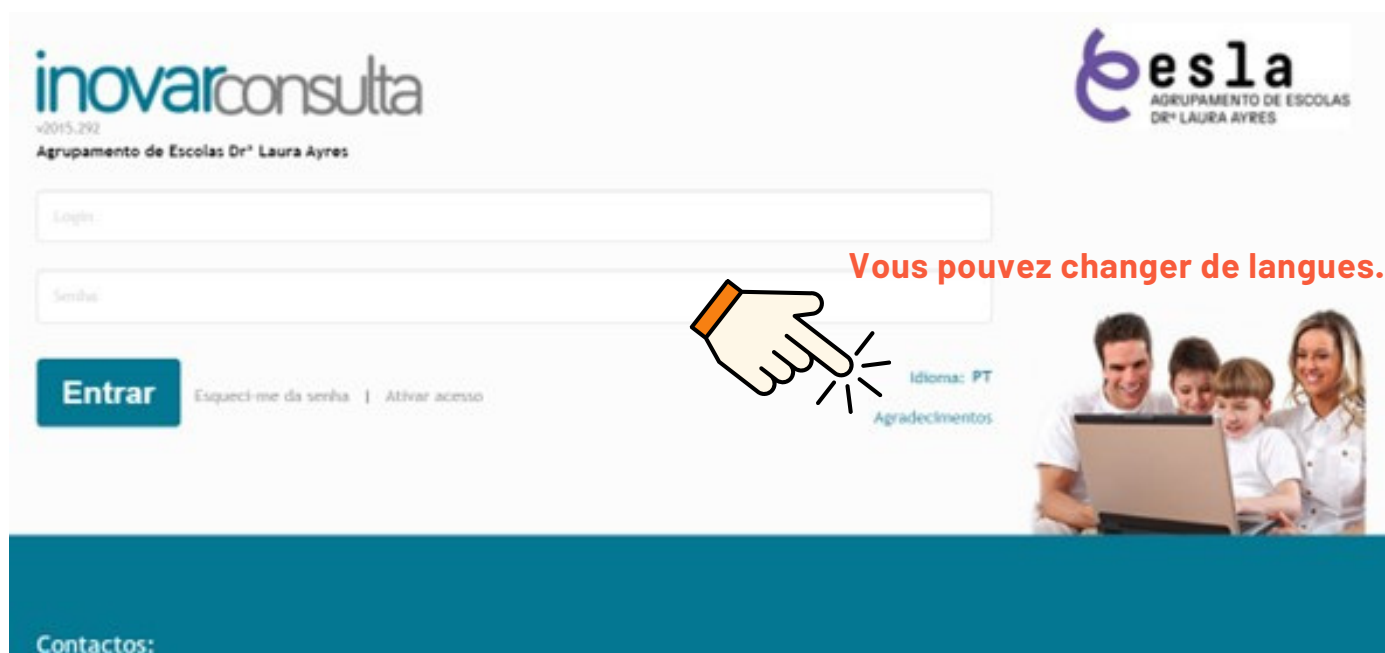 inovarconsulta
v2015.292
Agrupamento de Escolas Drª Laura Ayres
esla
AGRUPAMENTO DE ESCOLAS
DRª LAURA AYRES
Login
Vous pouvez changer de langues.
Senha
Entrar
Esqueci-me da senha | Ativar acesso
Idioma: PT
Agradecimentos
Contactos: